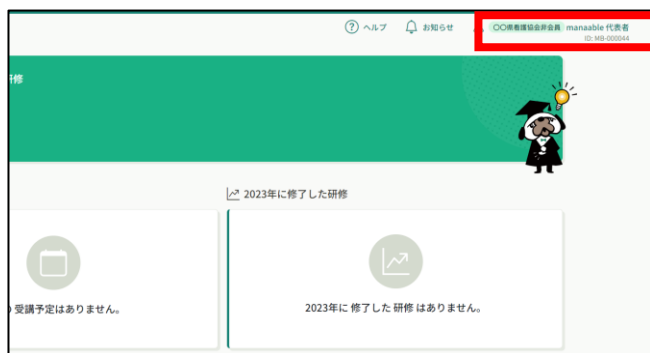 ヘルプ
お知らせ
〇〇県看護協会非会員 manaable 代表者
ID: MB-000044
研修
2023年に修了した研修
受講予定はありません。
2023年に 修了した 研修 はありません。